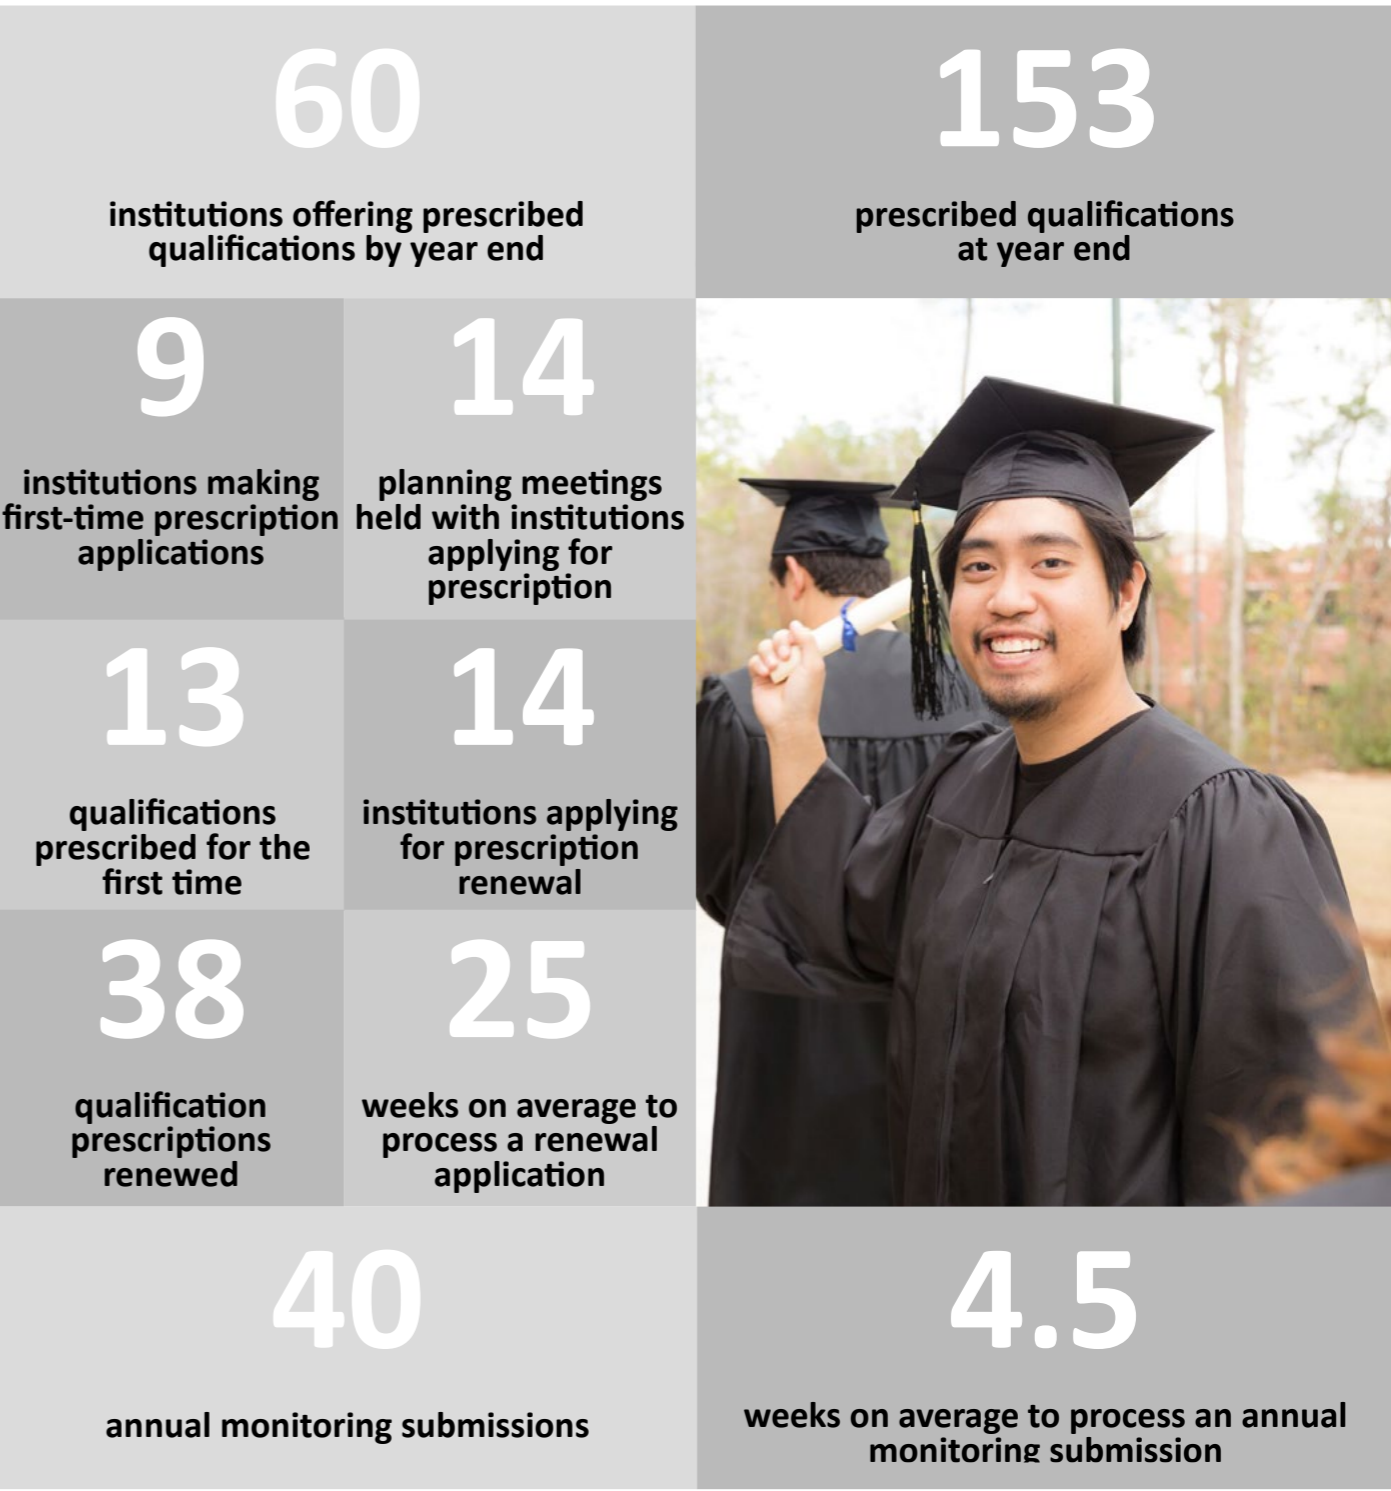 60
institutions offering prescribed
qualifications by year end
153
prescribed qualifications
at year end
9
institutions making
first-time prescription
applications
14
planning meetings
held with institutions
applying for
prescription
13
qualifications
prescribed for the
first time
14
institutions applying
for prescription
renewal
38
qualification
prescriptions
renewed
25
weeks on average to
process a renewal
application
40
annual monitoring submissions
4.5
weeks on average to process an annual
monitoring submission